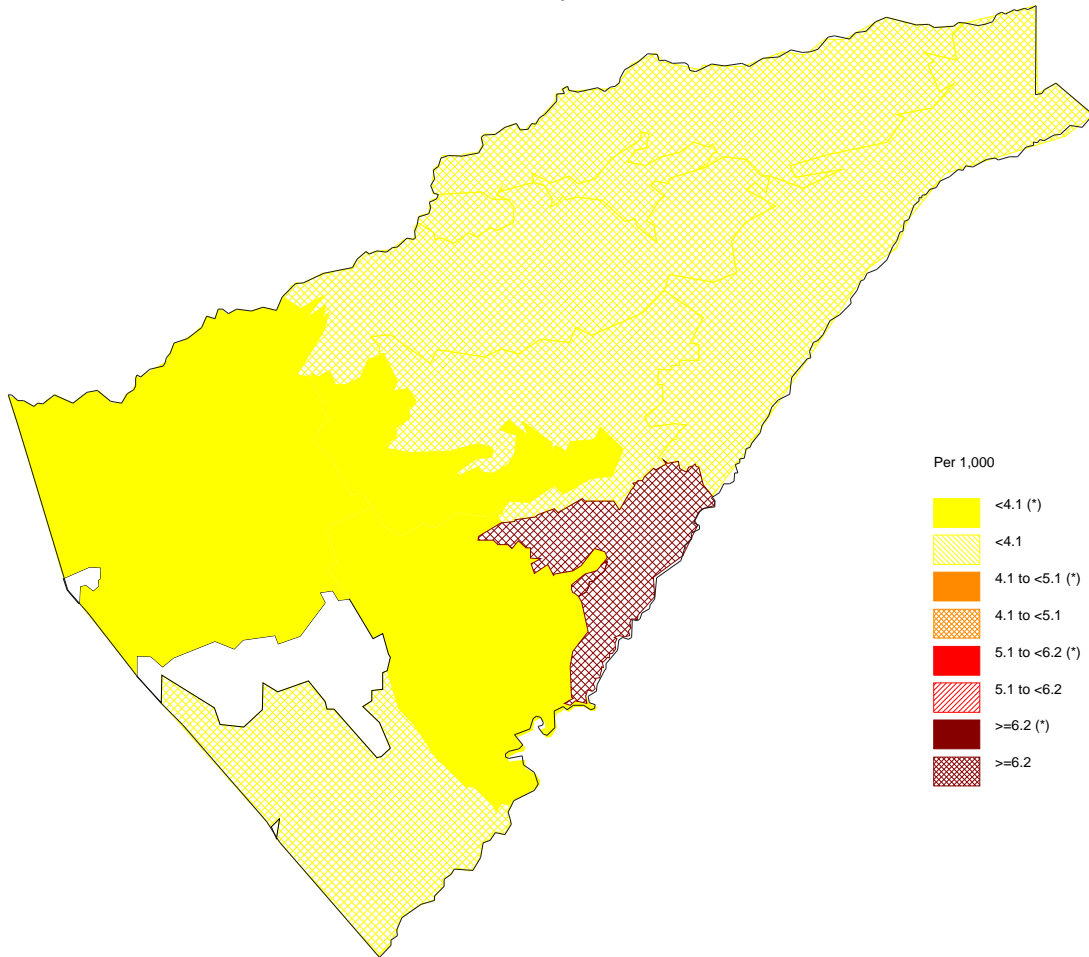 Per 1,000
<4.1 (*)
<4.1
4.1 to <5.1 (*)
4.1 to <5.1
5.1 to <6.2 (*)
5.1 to <6.2
>=6.2 (*)
>=6.2